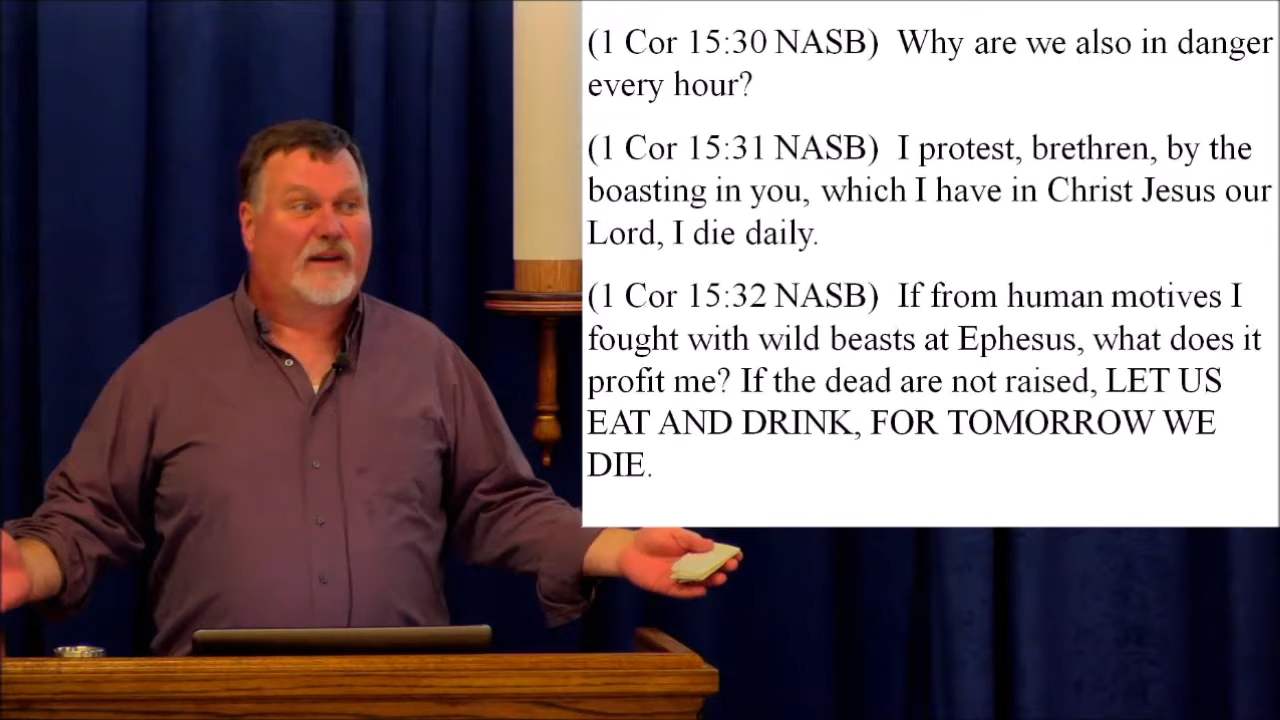 (1 Cor 15:30 NASB) Why are we also in danger
every hour?
(1 Cor 15:31 NASB) I protest, brethren, by the
boasting in you, which I have in Christ Jesus our
Lord, I die daily.
(1 Cor 15:32 NASB) If from human motives I
fought with wild beasts at Ephesus, what does it
profit me? If the dead are not raised, LET US
EAT AND DRINK, FOR TOMORROW WE
DIE.